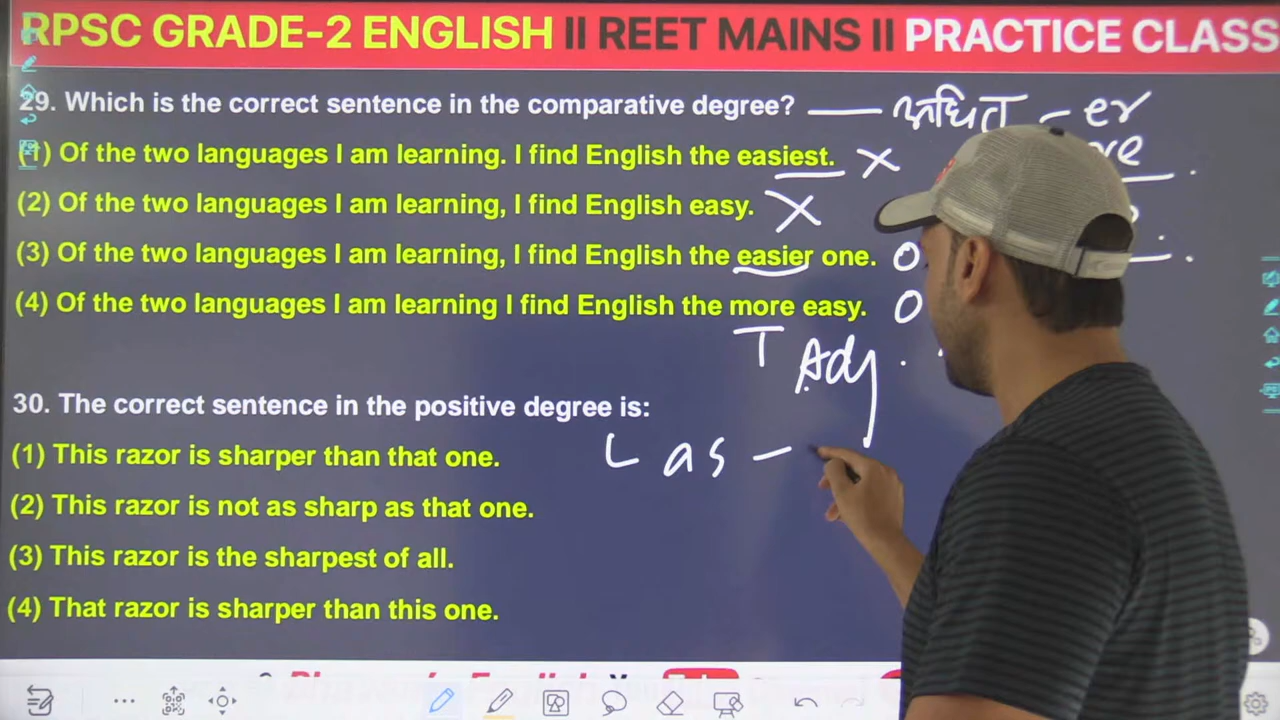 RPSC GRADE-2 ENGLISH II REET MAINS II PRACTICE CLASS
29. Which is the correct sentence in the comparative degree? — er
(1) Of the two languages I am learning. I find English the easiest. X
(2) Of the two languages I am learning, I find English easy. X
(3) Of the two languages I am learning, I find English the easier one. O
(4) Of the two languages I am learning I find English the more easy. O
Adj.
30. The correct sentence in the positive degree is:
as —
(1) This razor is sharper than that one.
(2) This razor is not as sharp as that one.
(3) This razor is the sharpest of all.
(4) That razor is sharper than this one.